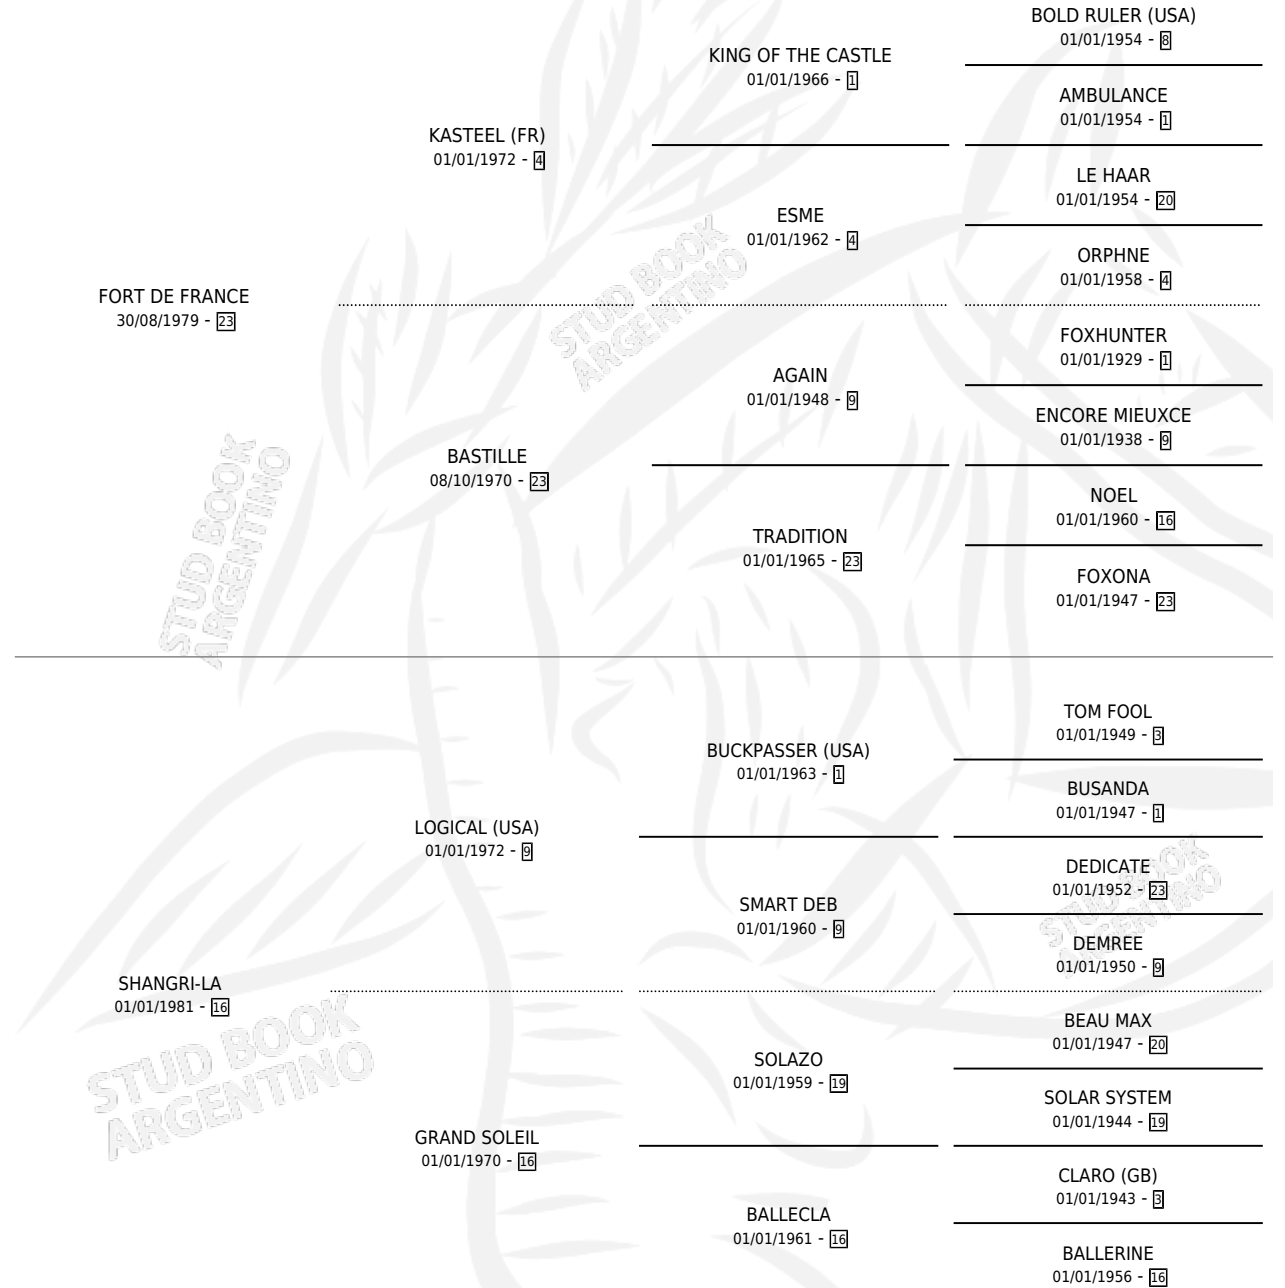 BOLD RULER (USA)
01/01/1954 - 8
KING OF THE CASTLE
01/01/1966 - 1
AMBULANCE
01/01/1954 - 1
KASTEEL (FR)
01/01/1972 - 4
LE HAAR
01/01/1954 - 20
ESME
01/01/1962 - 4
ORPHNE
01/01/1958 - 4
FORT DE FRANCE
30/08/1979 - 23
FOXHUNTER
01/01/1929 - 1
AGAIN
01/01/1948 - 9
ENCORE MIEUXCE
01/01/1938 - 9
BASTILLE
08/10/1970 - 23
NOEL
01/01/1960 - 16
TRADITION
01/01/1965 - 23
FOXONA
01/01/1947 - 23
STUD BOOK
ARGENTINO
STUD BOOK
ARGENTINO
TOM FOOL
01/01/1949 - 3
BUCKPASSER (USA)
01/01/1963 - 1
BUSANDA
01/01/1947 - 1
LOGICAL (USA)
01/01/1972 - 9
DEDICATE
01/01/1952 - 23
SMART DEB
01/01/1960 - 9
DEMREE
01/01/1950 - 9
SHANGRI-LA
01/01/1981 - 16
BEAU MAX
01/01/1947 - 20
SOLAZO
01/01/1959 - 19
SOLAR SYSTEM
01/01/1944 - 19
GRAND SOLEIL
01/01/1970 - 16
CLARO (GB)
01/01/1943 - 3
BALLECLA
01/01/1961 - 16
BALLERINE
01/01/1956 - 16
STUD BOOK
ARGENTINO
STUD BOOK
ARGENTINO